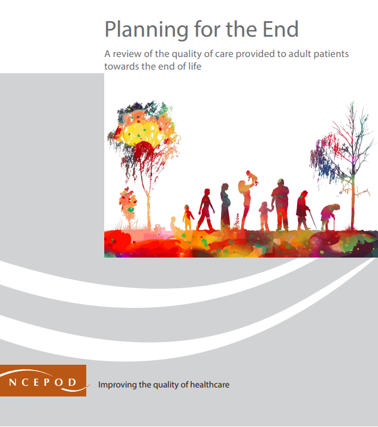 Planning for the End
A review of the quality of care provided to adult patients
towards the end of life
NCEPOD
Improving the quality of healthcare